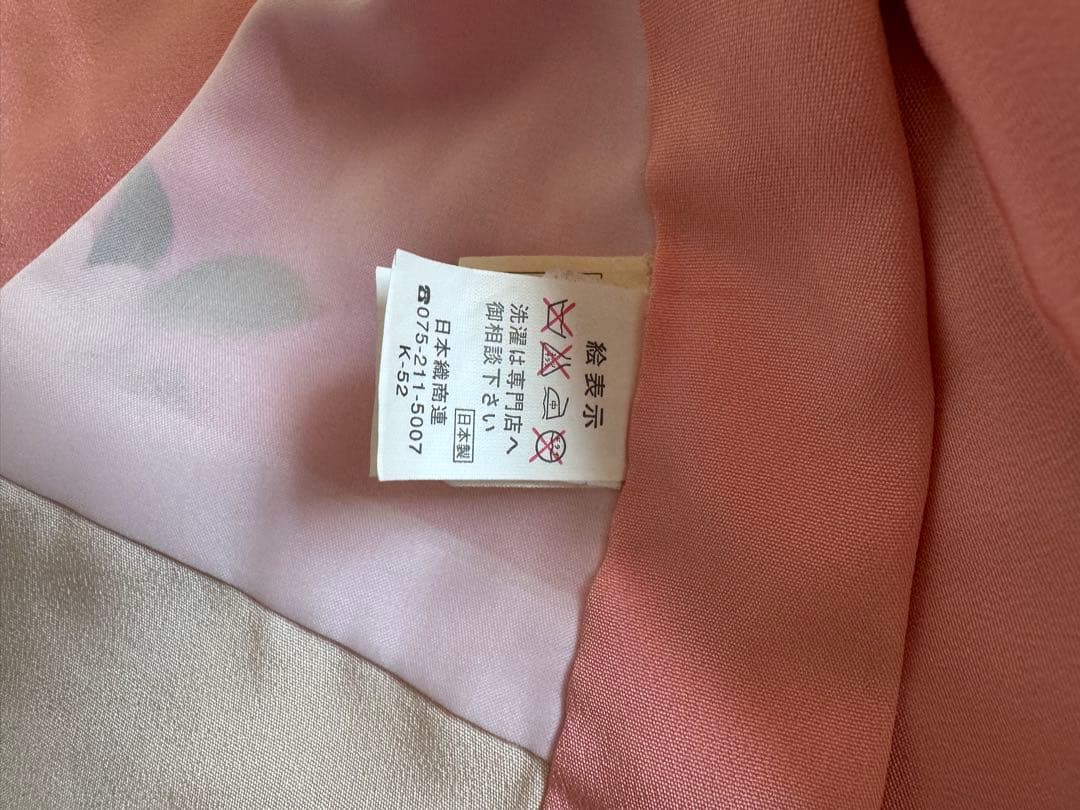 絵表示
洗濯は専門店へ
御相談下さい
日本製
日本織商連
☎075-211-5007
K-52